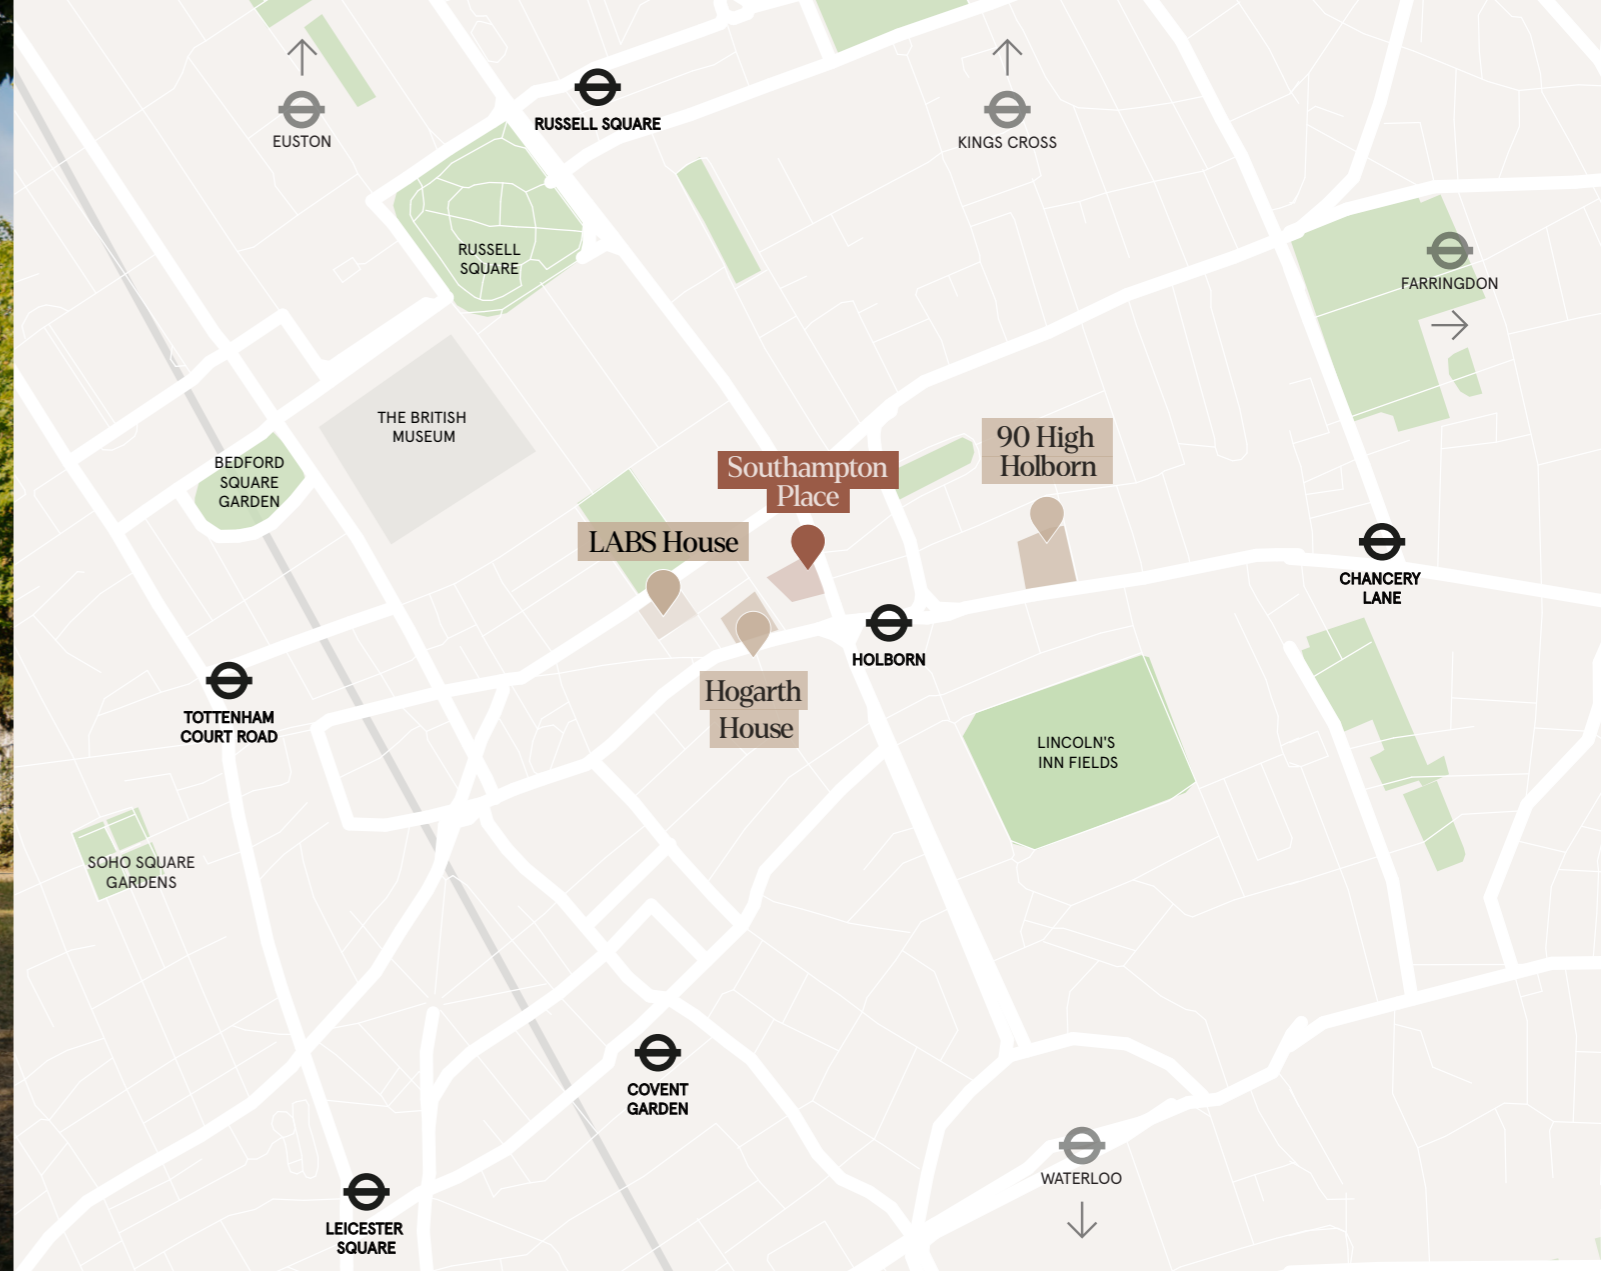 RUSSELL SQUARE
EUSTON
KINGS CROSS
RUSSELL
SQUARE
FARRINGDON
THE BRITISH
MUSEUM
90 High
Holborn
BEDFORD
SQUARE
GARDEN
Southampton
Place
LABS House
CHANCERY
LANE
HOLBORN
Hogarth
House
TOTTENHAM
COURT ROAD
LINCOLN'S
INN FIELDS
SOHO SQUARE
GARDENS
COVENT
GARDEN
WATERLOO
LEICESTER
SQUARE